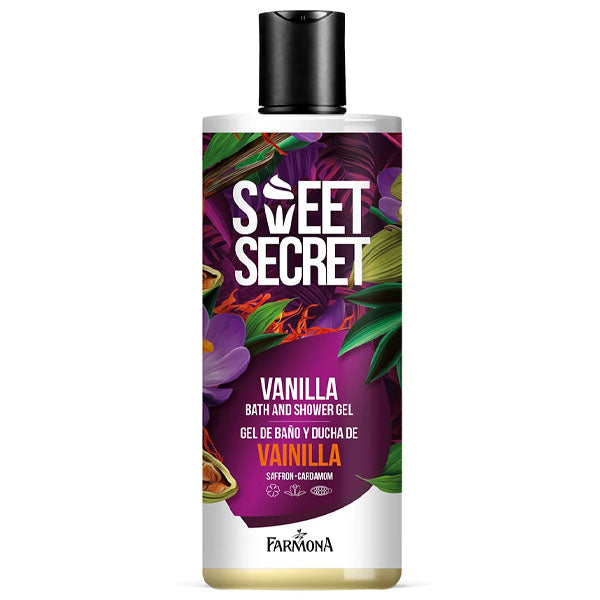 SWEET
SECRET
VANILLA
BATH AND SHOWER GEL
GEL DE BAÑO Y DUCHA DE
VAINILLA
SAFFRON • CARDAMOM
FARMONA